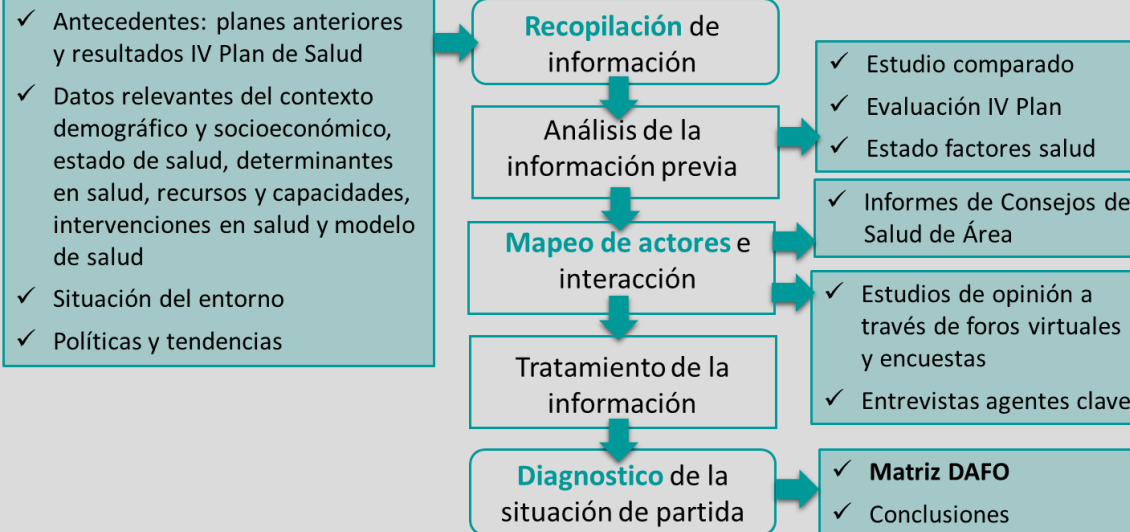 ✓ Antecedentes: planes anteriores
y resultados IV Plan de Salud
✓ Datos relevantes del contexto
demográfico y socioeconómico,
estado de salud, determinantes
en salud, recursos y capacidades,
intervenciones en salud y modelo
de salud
✓ Situación del entorno
✓ Políticas y tendencias
Recopilación de
información
Análisis de la
información previa
✓ Estudio comparado
✓ Evaluación IV Plan
✓ Estado factores salud
Mapeo de actores e
interacción
✓ Informes de Consejos de
Salud de Área
✓ Estudios de opinión a
través de foros virtuales
y encuestas
✓ Entrevistas agentes clave
Tratamiento de la
información
Diagnostico de la
situación de partida
✓ Matriz DAFO
✓ Conclusiones